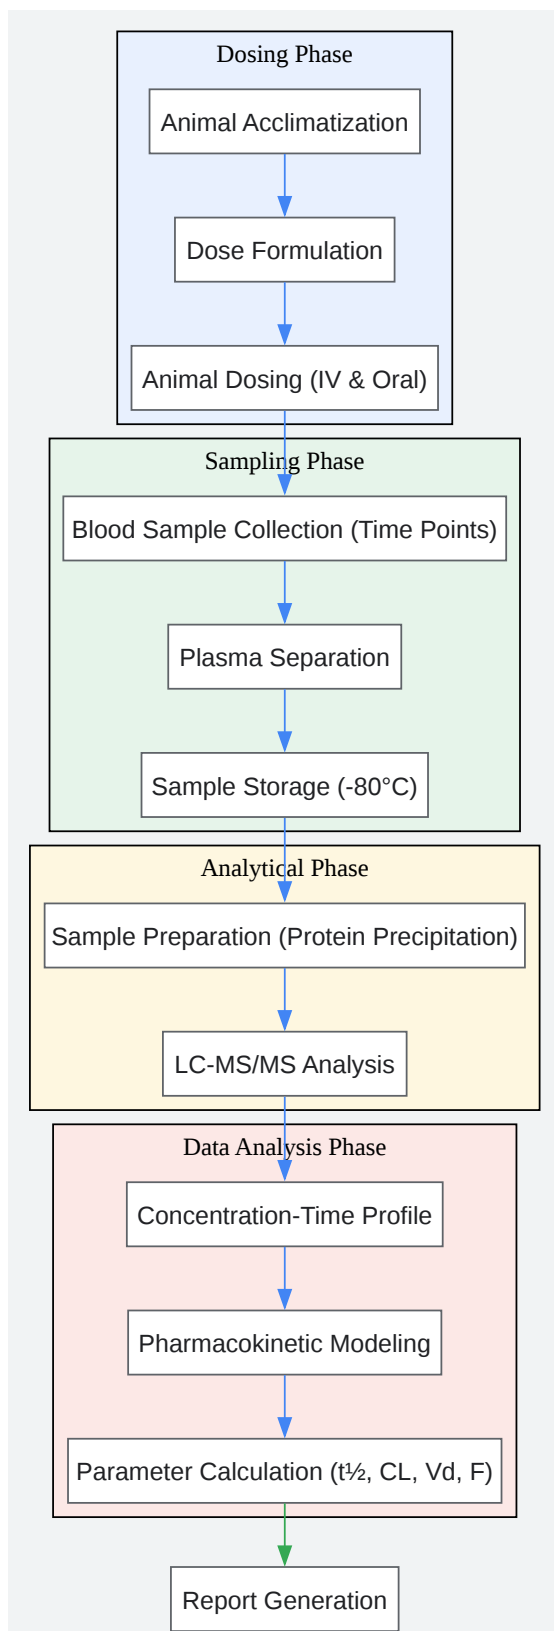 Dosing Phase
Animal Acclimatization
Dose Formulation
Animal Dosing (IV & Oral)
Sampling Phase
Blood Sample Collection (Time Points)
Plasma Separation
Sample Storage (-80°C)
Analytical Phase
Sample Preparation (Protein Precipitation)
LC-MS/MS Analysis
Data Analysis Phase
Concentration-Time Profile
Pharmacokinetic Modeling
Parameter Calculation (t½, CL, Vd, F)
Report Generation